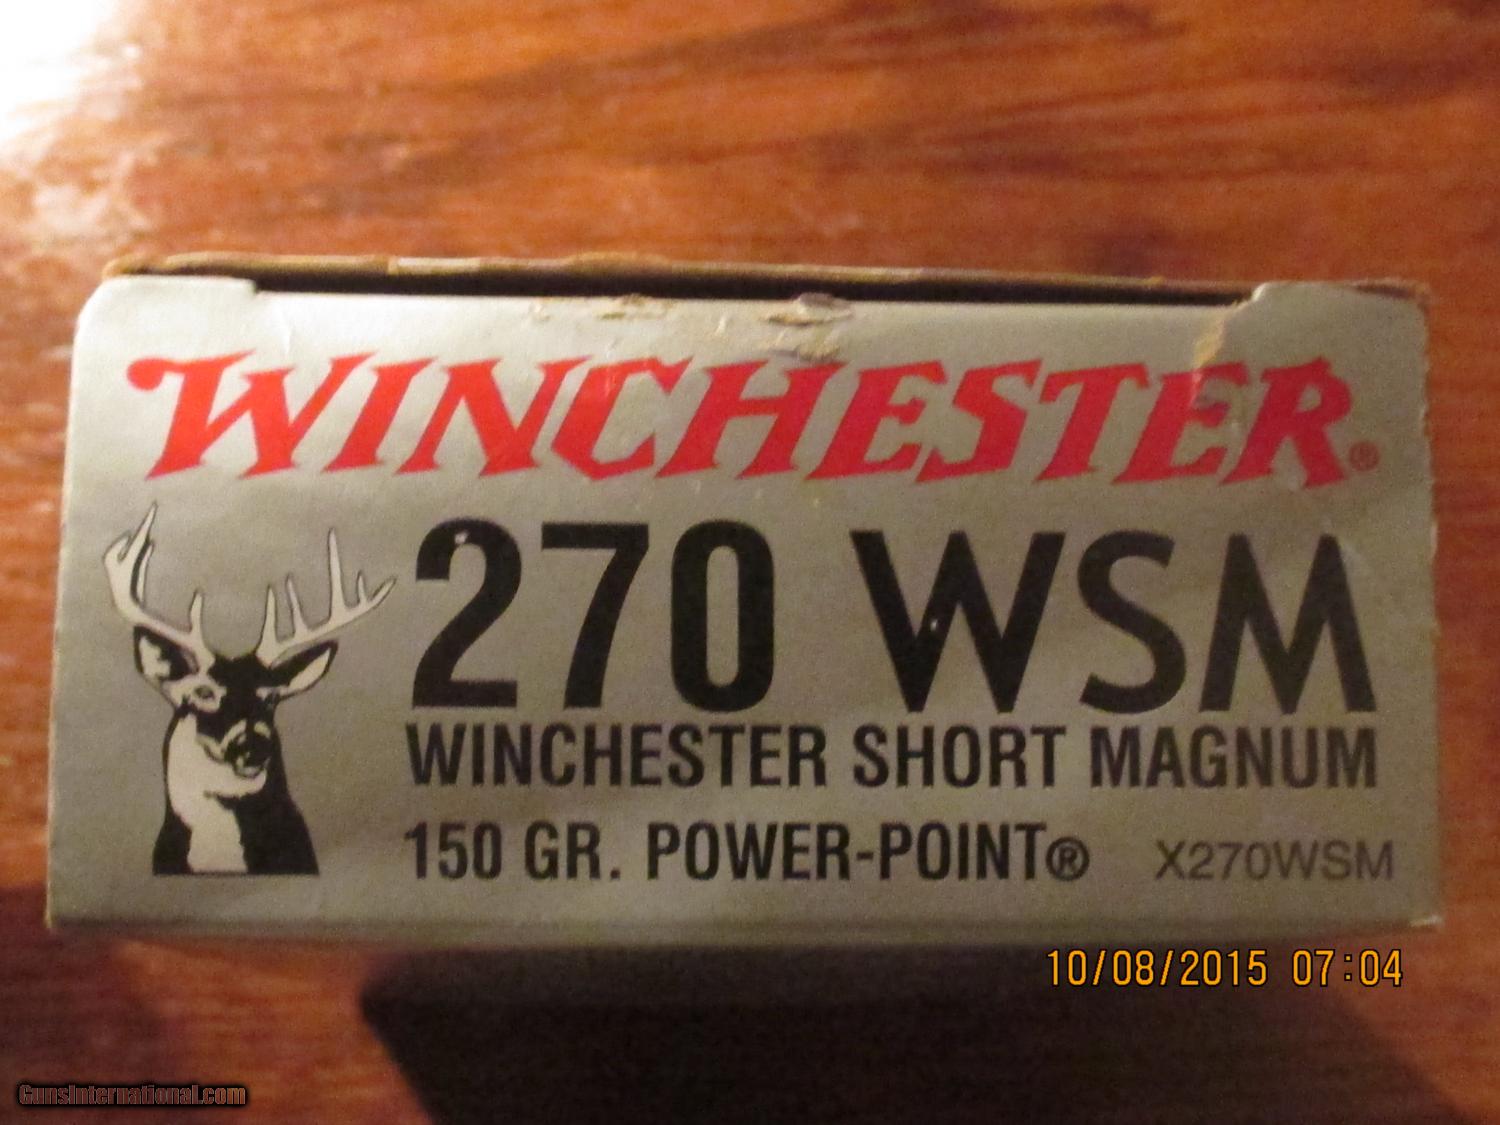 WINCHESTER®
270 WSM
WINCHESTER SHORT MAGNUM
150 GR. POWER-POINT® X270WSM
10/08/2015 07:04
GunsInternational.com